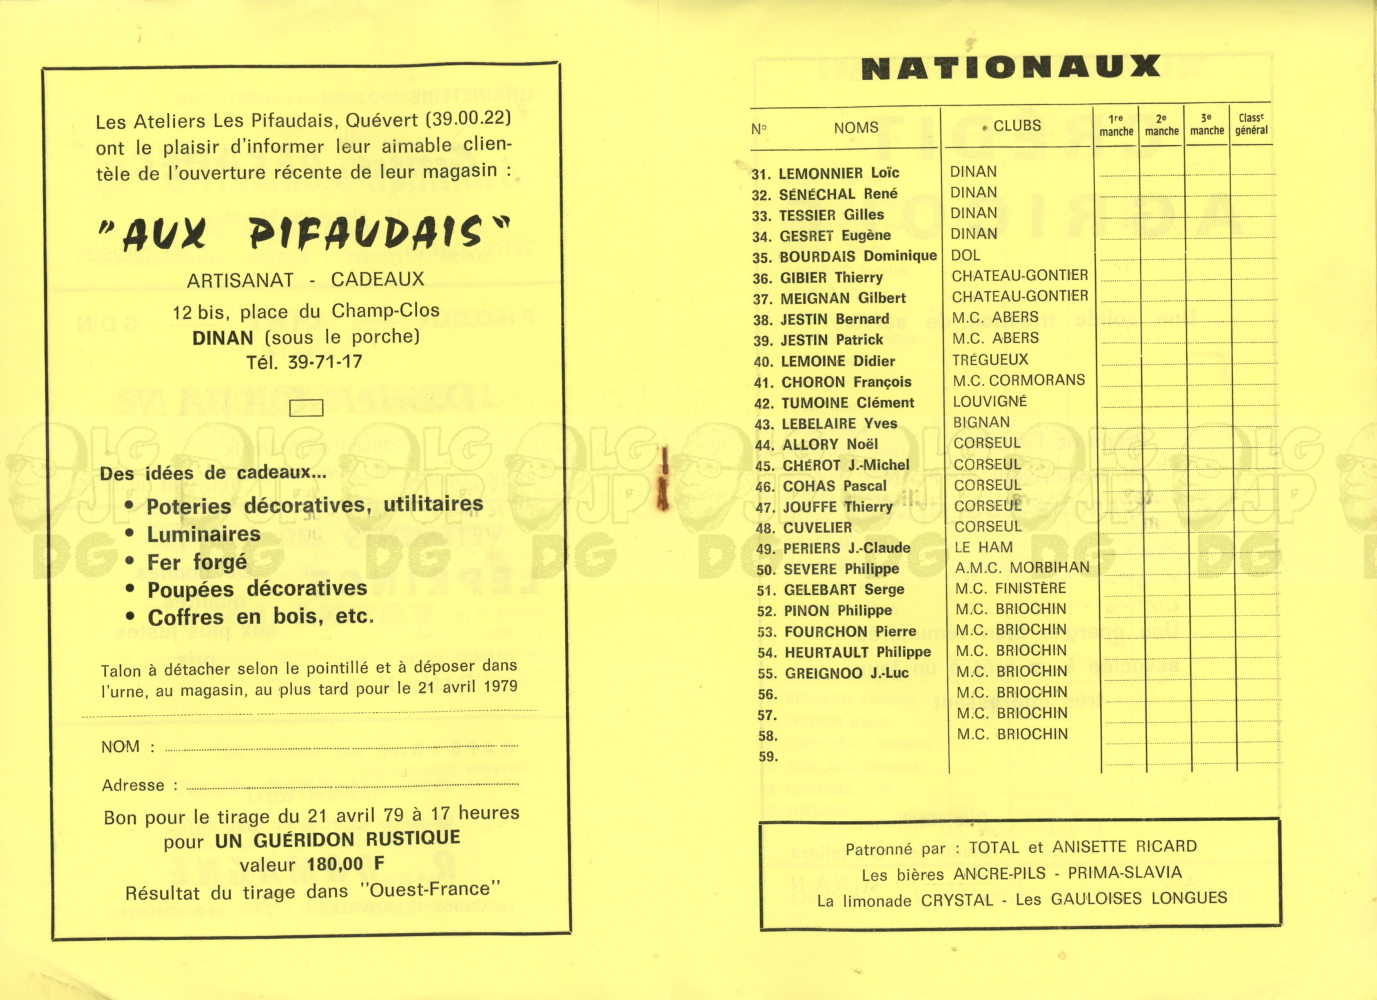 Les Ateliers Les Pifaudais, Quévert (39.00.22)
ont le plaisir d'informer leur aimable clien-
tèle de l'ouverture récente de leur magasin :
"AUX PIFAUDAIS"
ARTISANAT - CADEAUX
12 bis, place du Champ-Clos
DINAN (sous le porche)
Tél. 39-71-17
Des idées de cadeaux...
• Poteries décoratives, utilitaires
• Luminaires
• Fer forgé
• Poupées décoratives
• Coffres en bois, etc.
Talon à détacher selon le pointillé et à déposer dans
l'urne, au magasin, au plus tard pour le 21 avril 1979
NOM :
Adresse :
Bon pour le tirage du 21 avril 79 à 17 heures
pour UN GUÉRIDON RUSTIQUE
valeur 180,00 F
Résultat du tirage dans "Ouest-France"
NATIONAUX
N° NOMS CLUBS 1re manche 2e manche 3e manche Classt général
31. LEMONNIER Loïc DINAN
32. SÉNÉCHAL René DINAN
33. TESSIER Gilles DINAN
34. GESRET Eugène DINAN
35. BOURDAIS Dominique DOL
36. GIBIER Thierry CHATEAU-GONTIER
37. MEIGNAN Gilbert CHATEAU-GONTIER
38. JESTIN Bernard M.C. ABERS
39. JESTIN Patrick M.C. ABERS
40. LEMOINE Didier TRÉGUEUX
41. CHORON François M.C. CORMORANS
42. TUMOINE Clément LOUVIGNÉ
43. LEBELAIRE Yves BIGNAN
44. ALLORY Noël CORSEUL
45. CHÉROT J.-Michel CORSEUL
46. COHAS Pascal CORSEUL
47. JOUFFE Thierry CORSEUL
48. CUVELIER CORSEUL
49. PERIERS J.-Claude LE HAM
50. SEVERE Philippe A.M.C. MORBIHAN
51. GELEBART Serge M.C. FINISTÈRE
52. PINON Philippe M.C. BRIOCHIN
53. FOURCHON Pierre M.C. BRIOCHIN
54. HEURTAULT Philippe M.C. BRIOCHIN
55. GREIGNOO J.-Luc M.C. BRIOCHIN
56. M.C. BRIOCHIN
57. M.C. BRIOCHIN
58. M.C. BRIOCHIN
59.
Patronné par : TOTAL et ANISETTE RICARD
Les bières ANCRE-PILS - PRIMA-SLAVIA
La limonade CRYSTAL - Les GAULOISES LONGUES